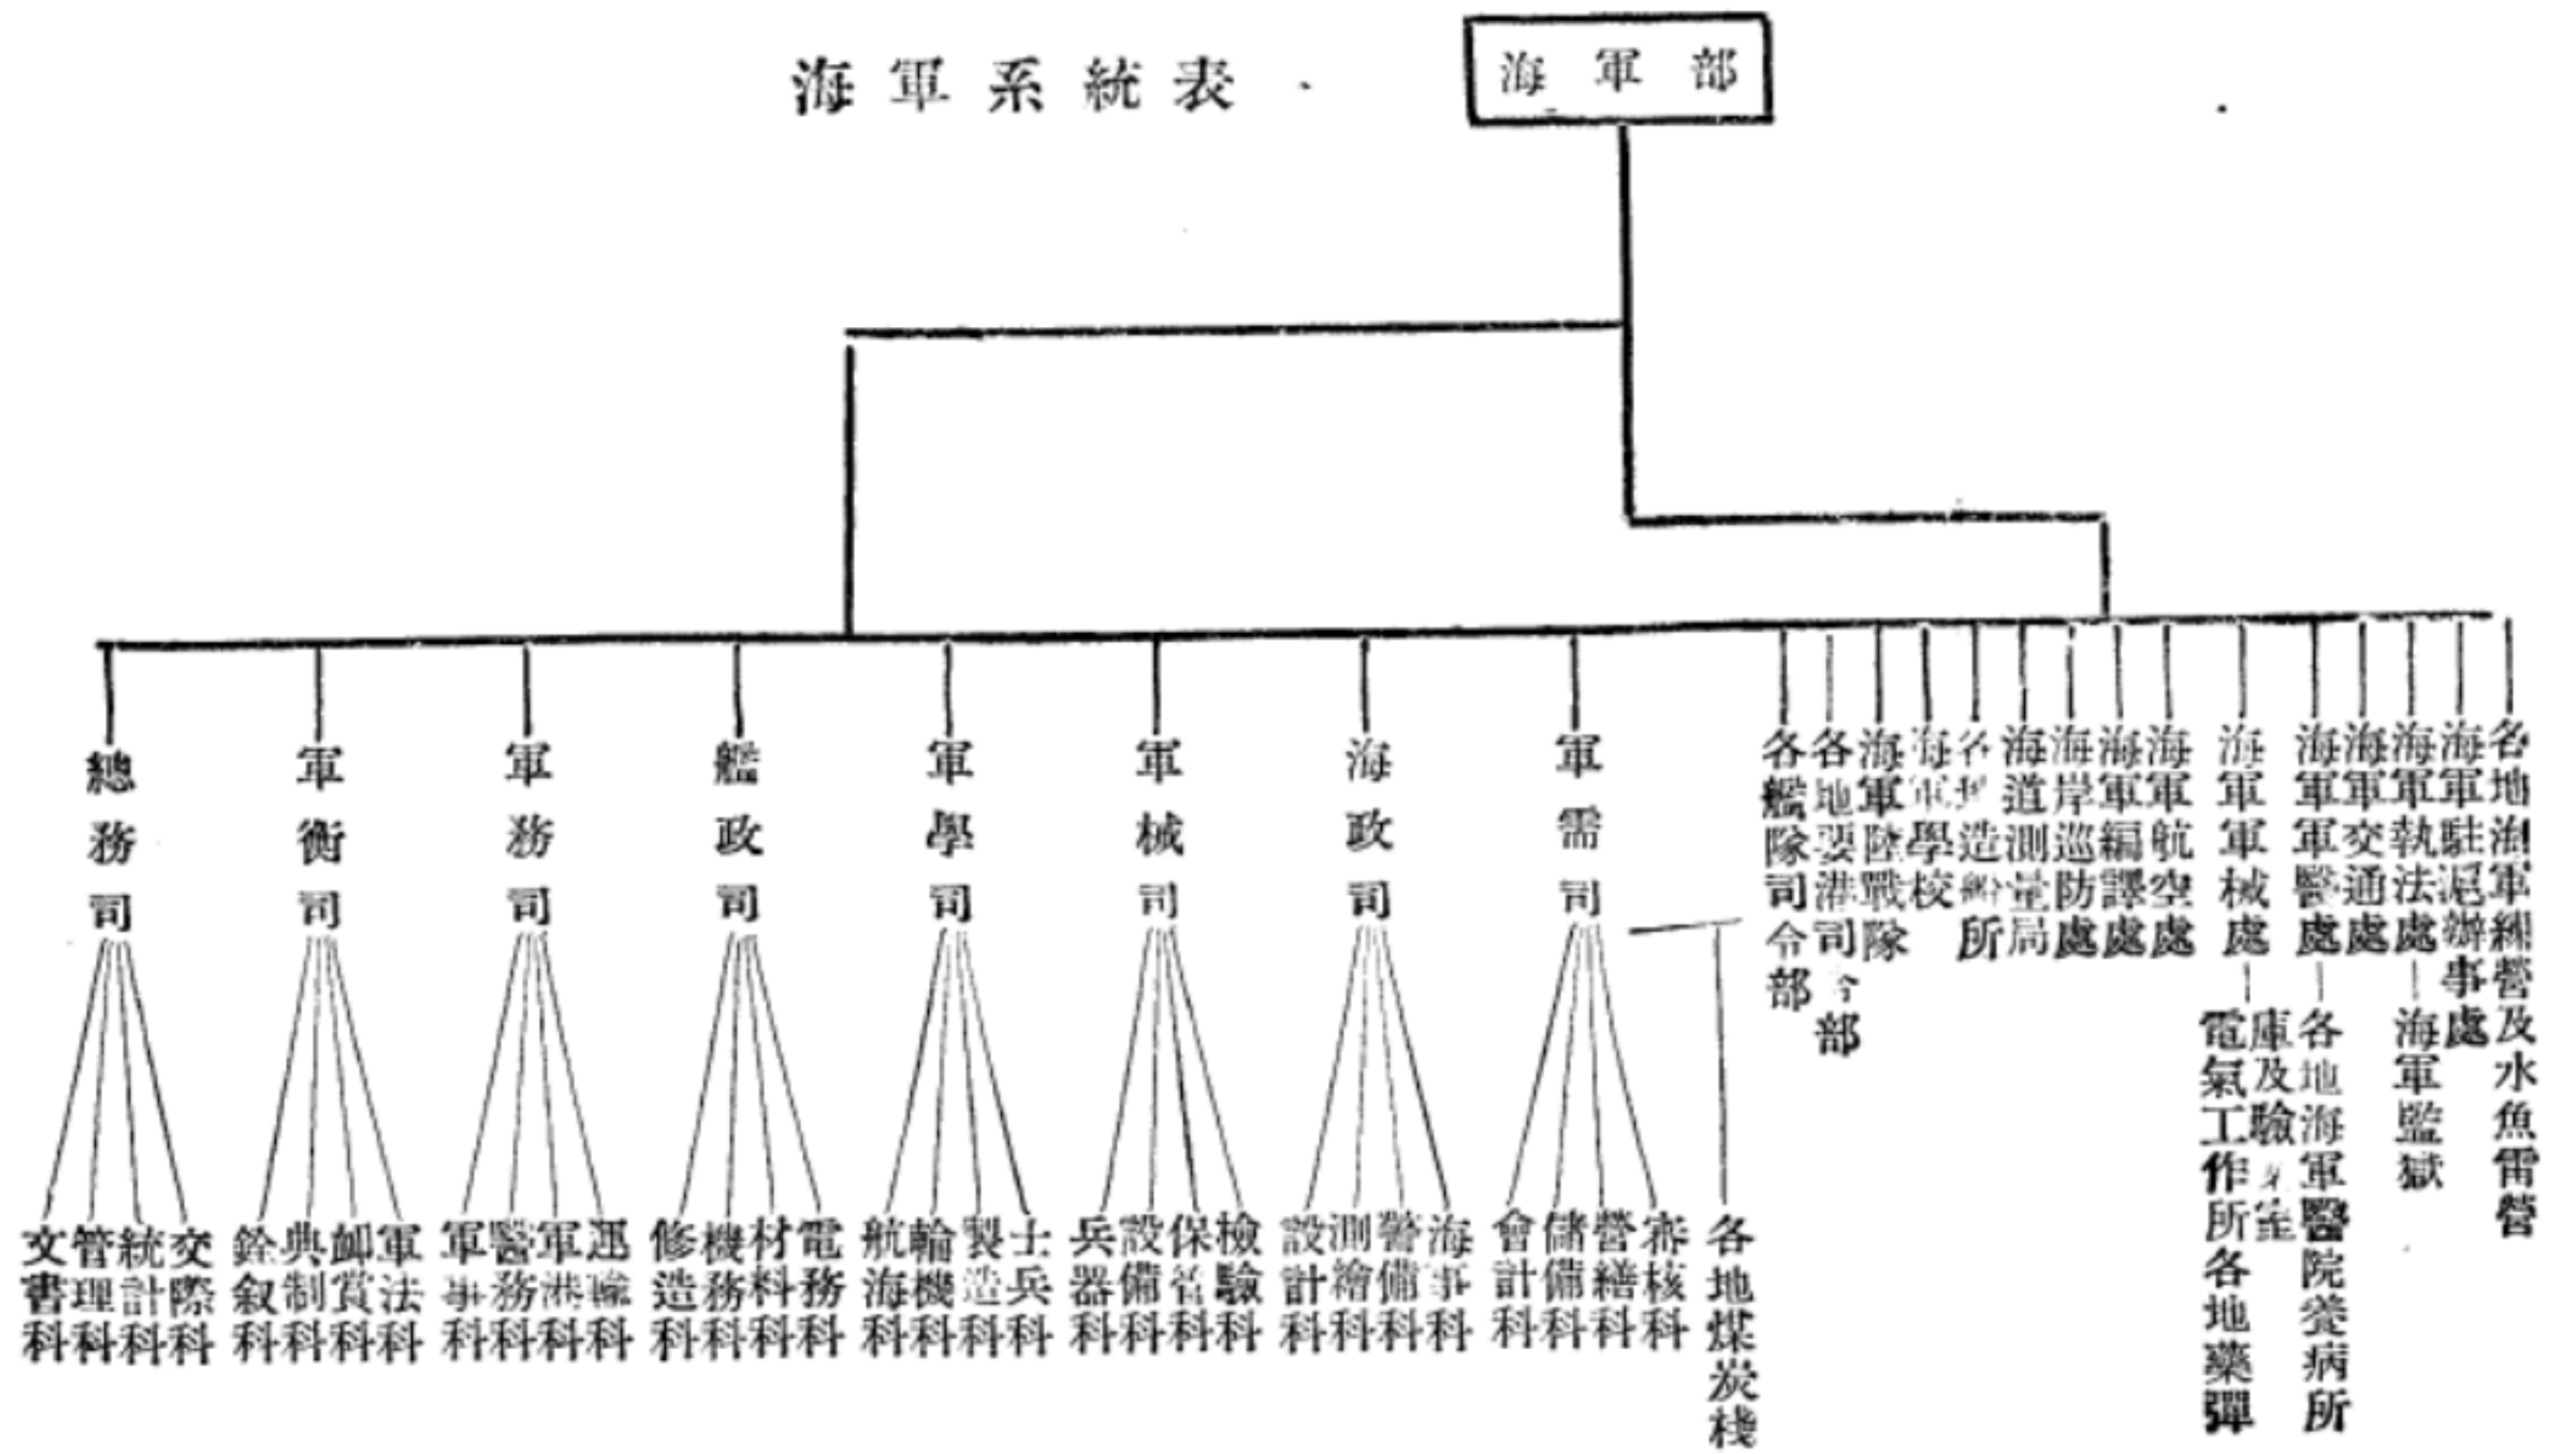 海軍系統表
海軍部
總務司
軍衡司
軍務司
艦政司
軍學司
軍械司
海政司
軍需司
各艦隊司令部
各地要港司令部
海軍陸戰隊
海軍學校
造船所
海道測量局
海岸巡防處
海軍編譯處
海軍航空處
海軍軍械處
海軍軍醫處
海軍交通處
海軍執法處
海軍駐滬辦事處
各地海軍練營及水魚雷營
文書科
管理科
統計科
交際科
銓叙科
典制科
卹賞科
軍法科
軍事科
醫務科
軍港科
運輸科
修造科
機務科
材料科
電務科
航海科
輪機科
製造科
士兵科
兵器科
設備科
保管科
檢驗科
設計科
測繪科
警備科
海事科
會計科
儲備科
營繕科
審核科
各地煤炭棧
電氣工作所各地藥彈
庫及驗室
各地海軍醫院養病所
海軍監獄